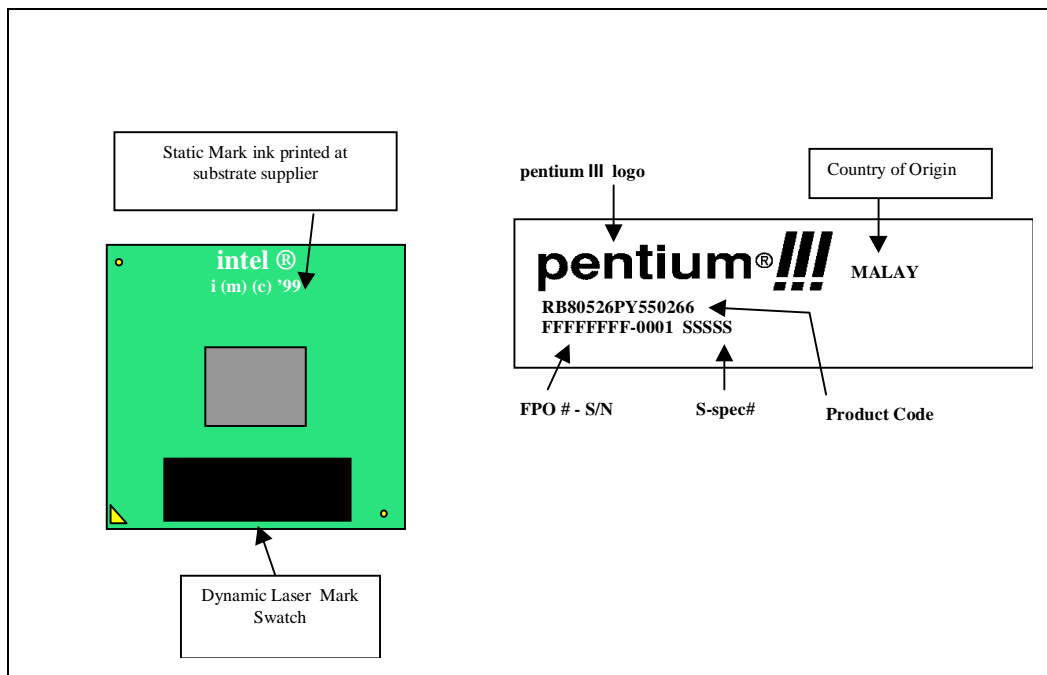 Static Mark ink printed at
substrate supplier
intel ®
i (m) (c) '99
Dynamic Laser Mark
Swatch
pentium III logo
Country of Origin
pentium® III
MALAY
RB80526PY550266
FFFFFFFF-0001 SSSSS
FPO # - S/N
S-spec#
Product Code